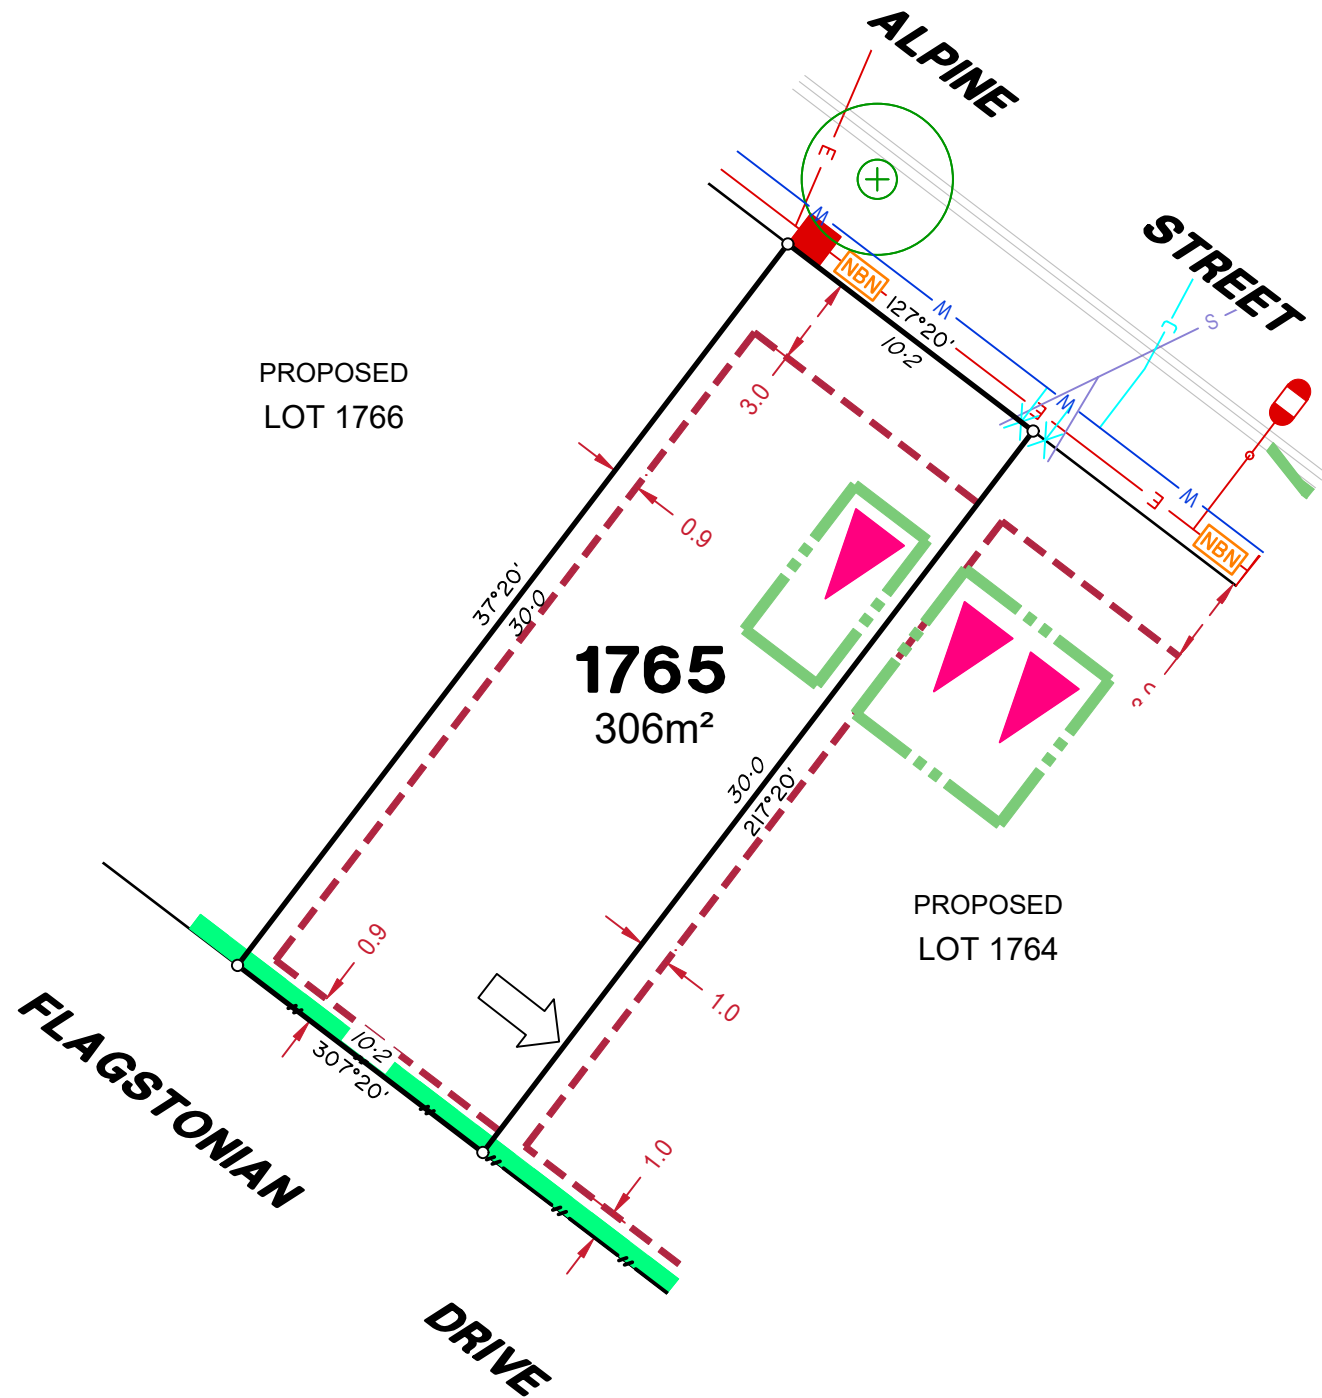 ALPINE
STREET
E
W
NBN
W
127°20'
10·2
S
C
PROPOSED
LOT 1766
3.0
E
W
W
E
NBN
0.9
37°20'
30·0
1765
306m²
30·0
217°20'
PROPOSED
LOT 1764
0.9
1.0
10·2
307°20'
1.0
FLAGSTONIAN
DRIVE